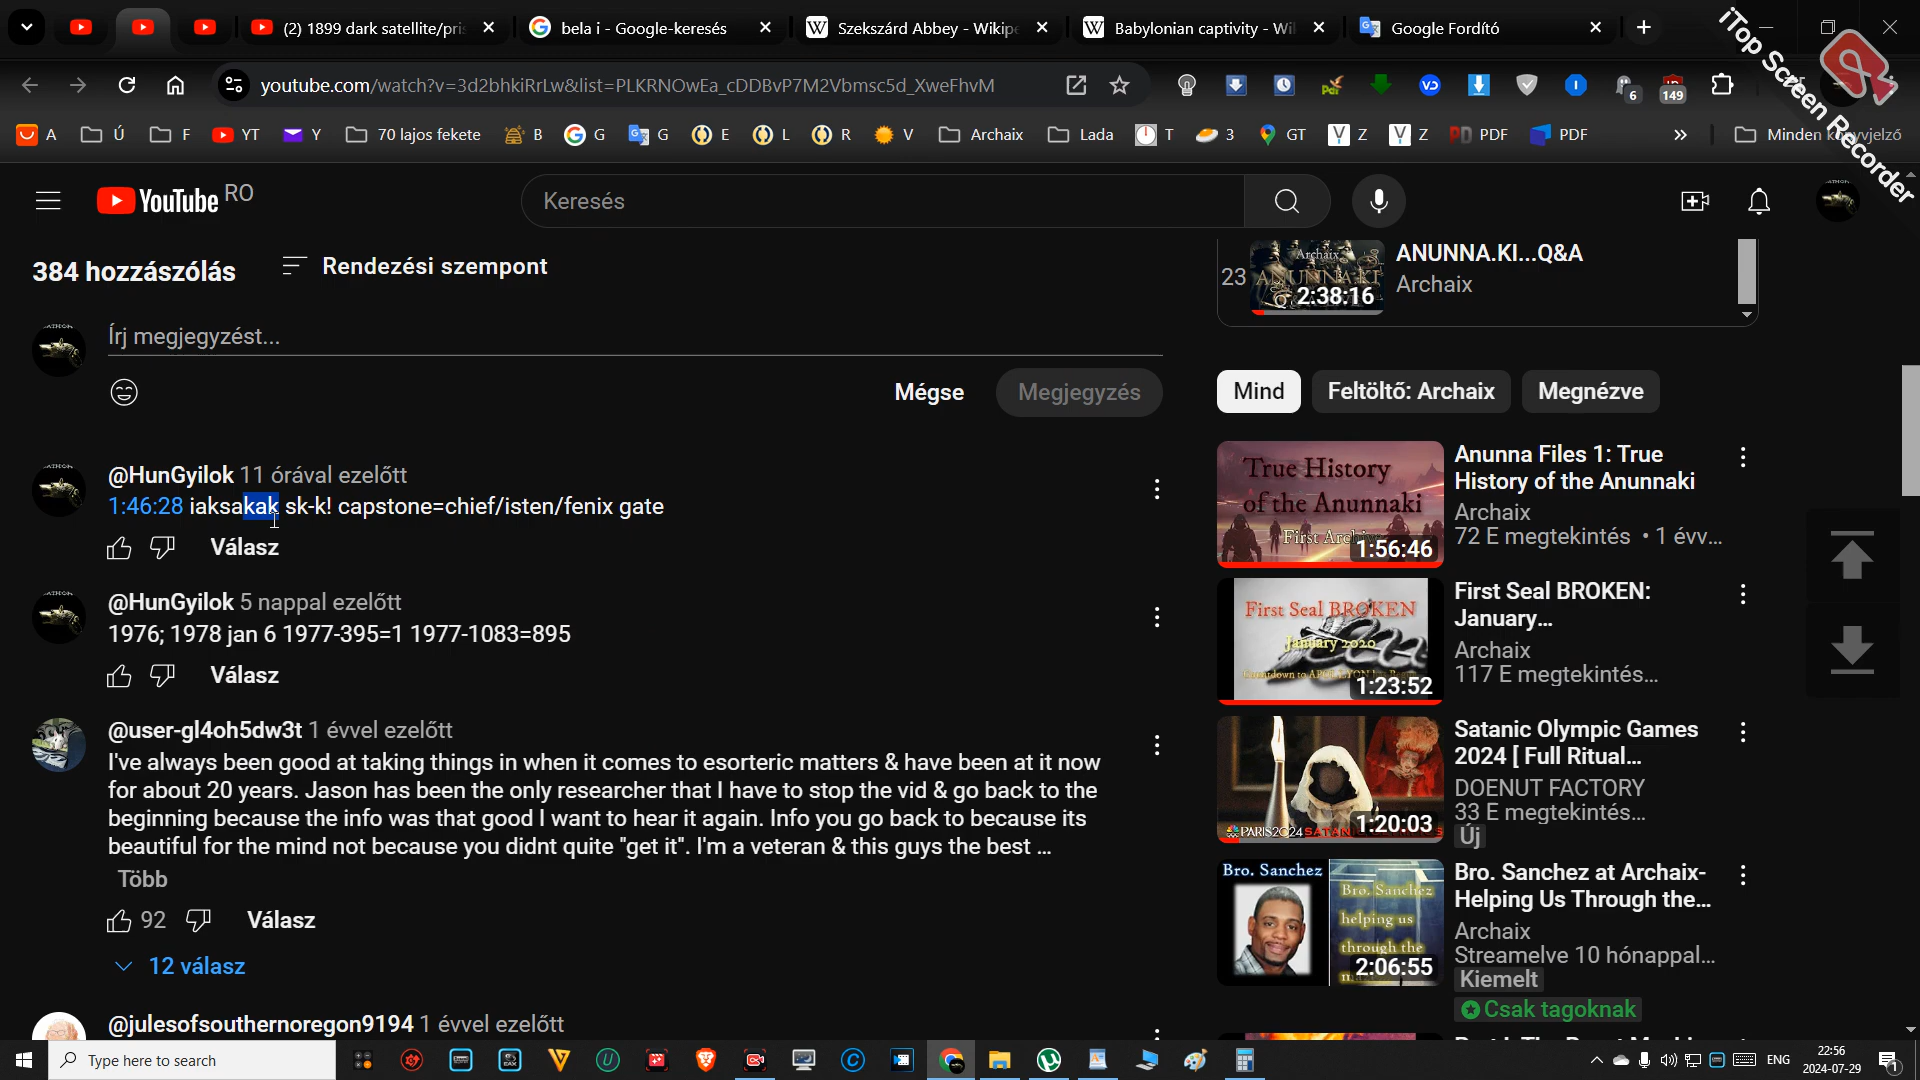 (2) 1899 dark satellite/pris
bela i - Google-keresés
Szekszárd Abbey - Wikipe
Babylonian captivity - Wil
Google Fordító
iTop Screen Recorder
youtube.com/watch?v=3d2bhkiRrLw&list=PLKRNOwEa_cDDBvP7M2Vbmsc5d_XweFhvM
6
149
A
Ú
F
YT
Y
70 lajos fekete
B
G
G
E
L
R
V
Archaix
Lada
T
3
GT
Z
Z
PDF
PDF
Minden könyvjelző
YouTube RO
Keresés
384 hozzászólás
Rendezési szempont
Írj megjegyzést...
Mégse
Megjegyzés
@HunGyilok 11 órával ezelőtt
1:46:28 iaksakak sk-k! capstone=chief/isten/fenix gate
Válasz
@HunGyilok 5 nappal ezelőtt
1976; 1978 jan 6 1977-395=1 1977-1083=895
Válasz
@user-gl4oh5dw3t 1 évvel ezelőtt
I've always been good at taking things in when it comes to esorteric matters & have been at it now
for about 20 years. Jason has been the only researcher that I have to stop the vid & go back to the
beginning because the info was that good I want to hear it again. Info you go back to because its
beautiful for the mind not because you didnt quite "get it". I'm a veteran & this guys the best ...
Több
92
Válasz
12 válasz
@julesofsouthernoregon9194 1 évvel ezelőtt
23
Archaix
ANUNNA.KI
2:38:16
ANUNNA.KI...Q&A
Archaix
Mind
Feltöltő: Archaix
Megnézve
True History
of the Anunnaki
First Archive
1:56:46
Anunna Files 1: True
History of the Anunnaki
Archaix
72 E megtekintés • 1 évv...
First Seal BROKEN
January 2020
1:23:52
First Seal BROKEN:
January...
Archaix
117 E megtekintés...
PARIS2024 SATANIC
1:20:03
Satanic Olympic Games
2024 [ Full Ritual...
DOENUT FACTORY
33 E megtekintés...
Új
Bro. Sanchez
Bro. Sanchez
helping us
through the
2:06:55
Bro. Sanchez at Archaix-
Helping Us Through the...
Archaix
Streamelve 10 hónappal...
Kiemelt
Csak tagoknak
Type here to search
ENG
22:56
2024-07-29
1